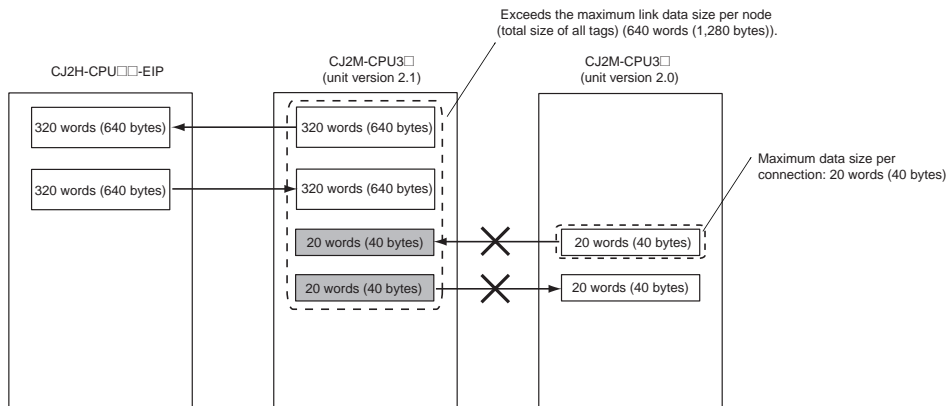 Exceeds the maximum link data size per node
(total size of all tags) (640 words (1,280 bytes)).
CJ2H-CPU□□-EIP
CJ2M-CPU3□
(unit version 2.1)
CJ2M-CPU3□
(unit version 2.0)
320 words (640 bytes)
320 words (640 bytes)
320 words (640 bytes)
320 words (640 bytes)
Maximum data size per
connection: 20 words (40 bytes)
20 words (40 bytes)
20 words (40 bytes)
20 words (40 bytes)
20 words (40 bytes)